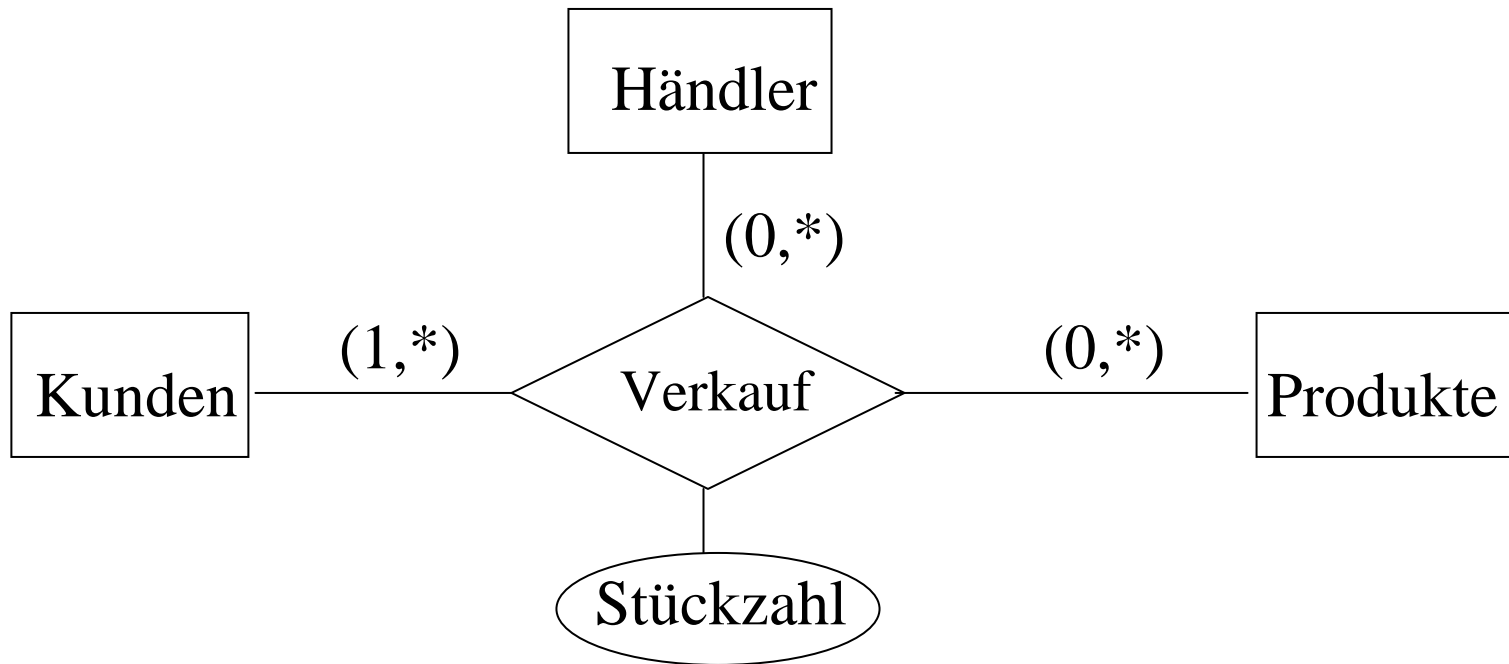 Händler
(0,*)
(1,*)
(0,*)
Kunden
Verkauf
Produkte
Stückzahl